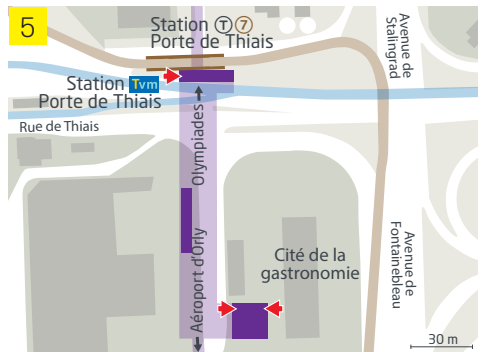 5
Station T 7
Porte de Thiais
Avenue de
Stalingrad
Station Tvm
Porte de Thiais
Rue de Thiais
Olympiades
Aéroport d'Orly
Cité de la
gastronomie
Avenue de
Fontainebleau
30 m